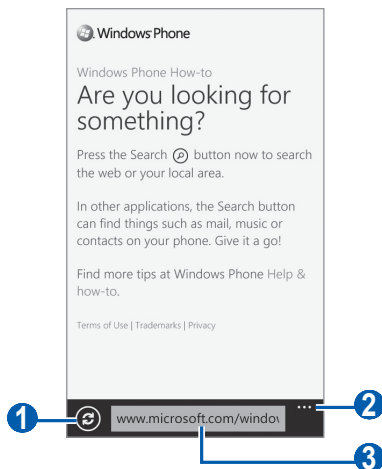 Windows Phone
Windows Phone How-to
Are you looking for
something?
Press the Search button now to search
the web or your local area.
In other applications, the Search button
can find things such as mail, music or
contacts on your phone. Give it a go!
Find more tips at Windows Phone Help &
how-to.
Terms of Use | Trademarks | Privacy
1
www.microsoft.com/window
2
3